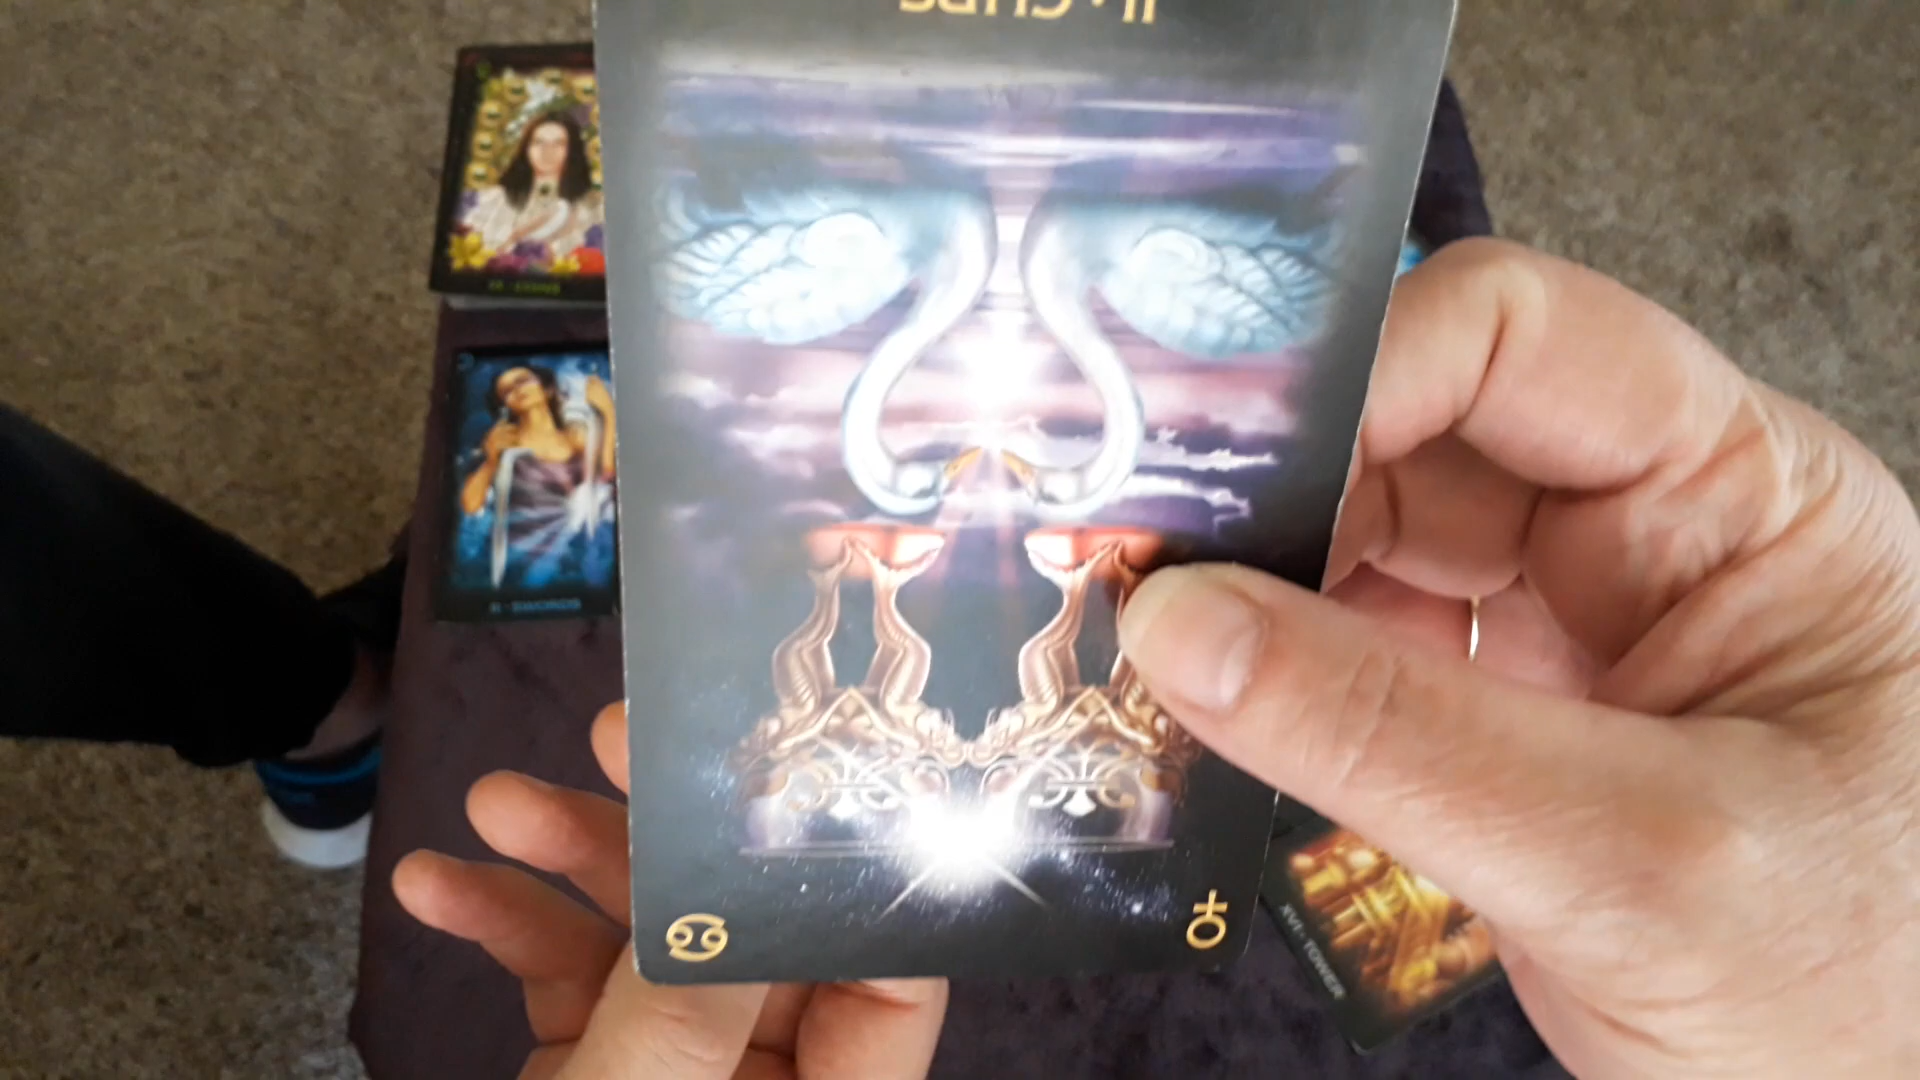 II • CUPS
II • SWORDS
XVI • TOWER